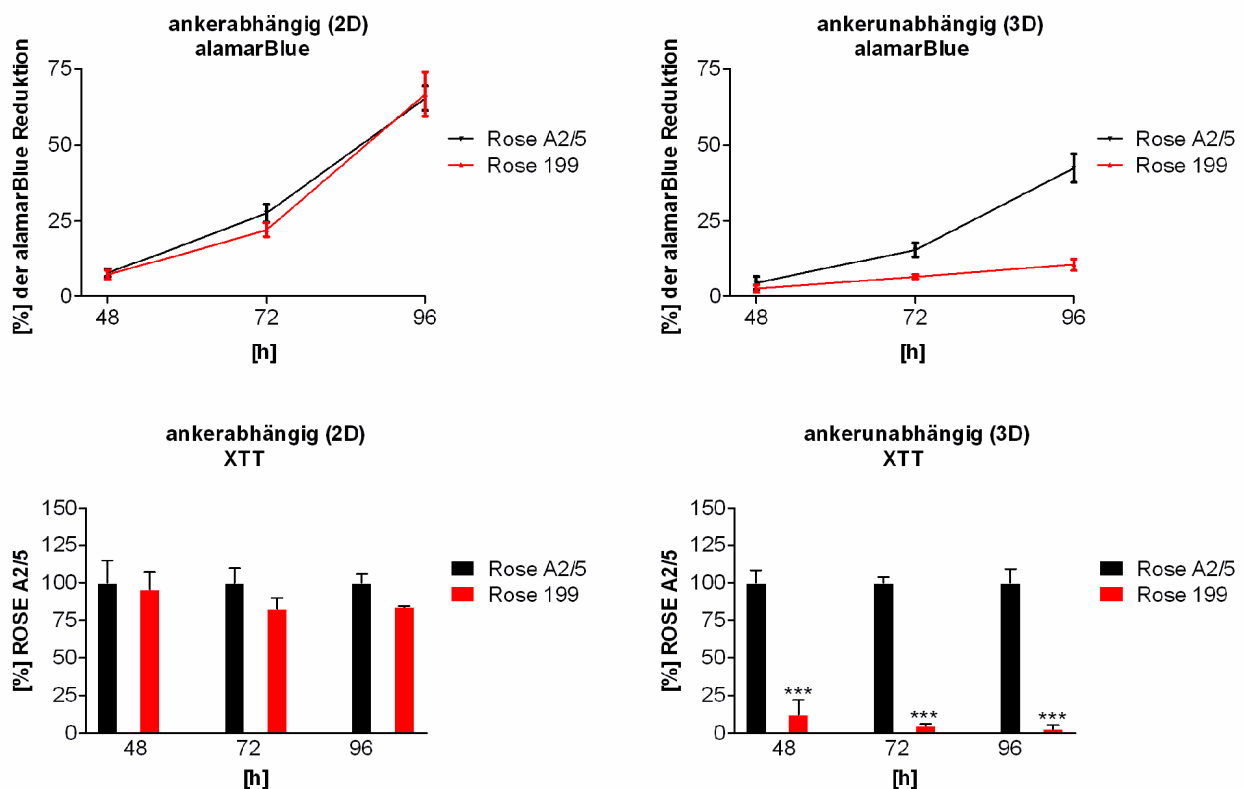 ankerabhängig (2D)
alamarBlue
[%] der alamarBlue Reduktion
75
50
25
0
48
72
96
[h]
Rose A2/5
Rose 199
ankerunabhängig (3D)
alamarBlue
[%] der alamarBlue Reduktion
75
50
25
0
48
72
96
[h]
Rose A2/5
Rose 199
ankerabhängig (2D)
XTT
[%] ROSE A2/5
150
125
100
75
50
25
0
48
72
96
[h]
Rose A2/5
Rose 199
ankerunabhängig (3D)
XTT
[%] ROSE A2/5
150
125
100
75
50
25
0
***
***
***
48
72
96
[h]
Rose A2/5
Rose 199